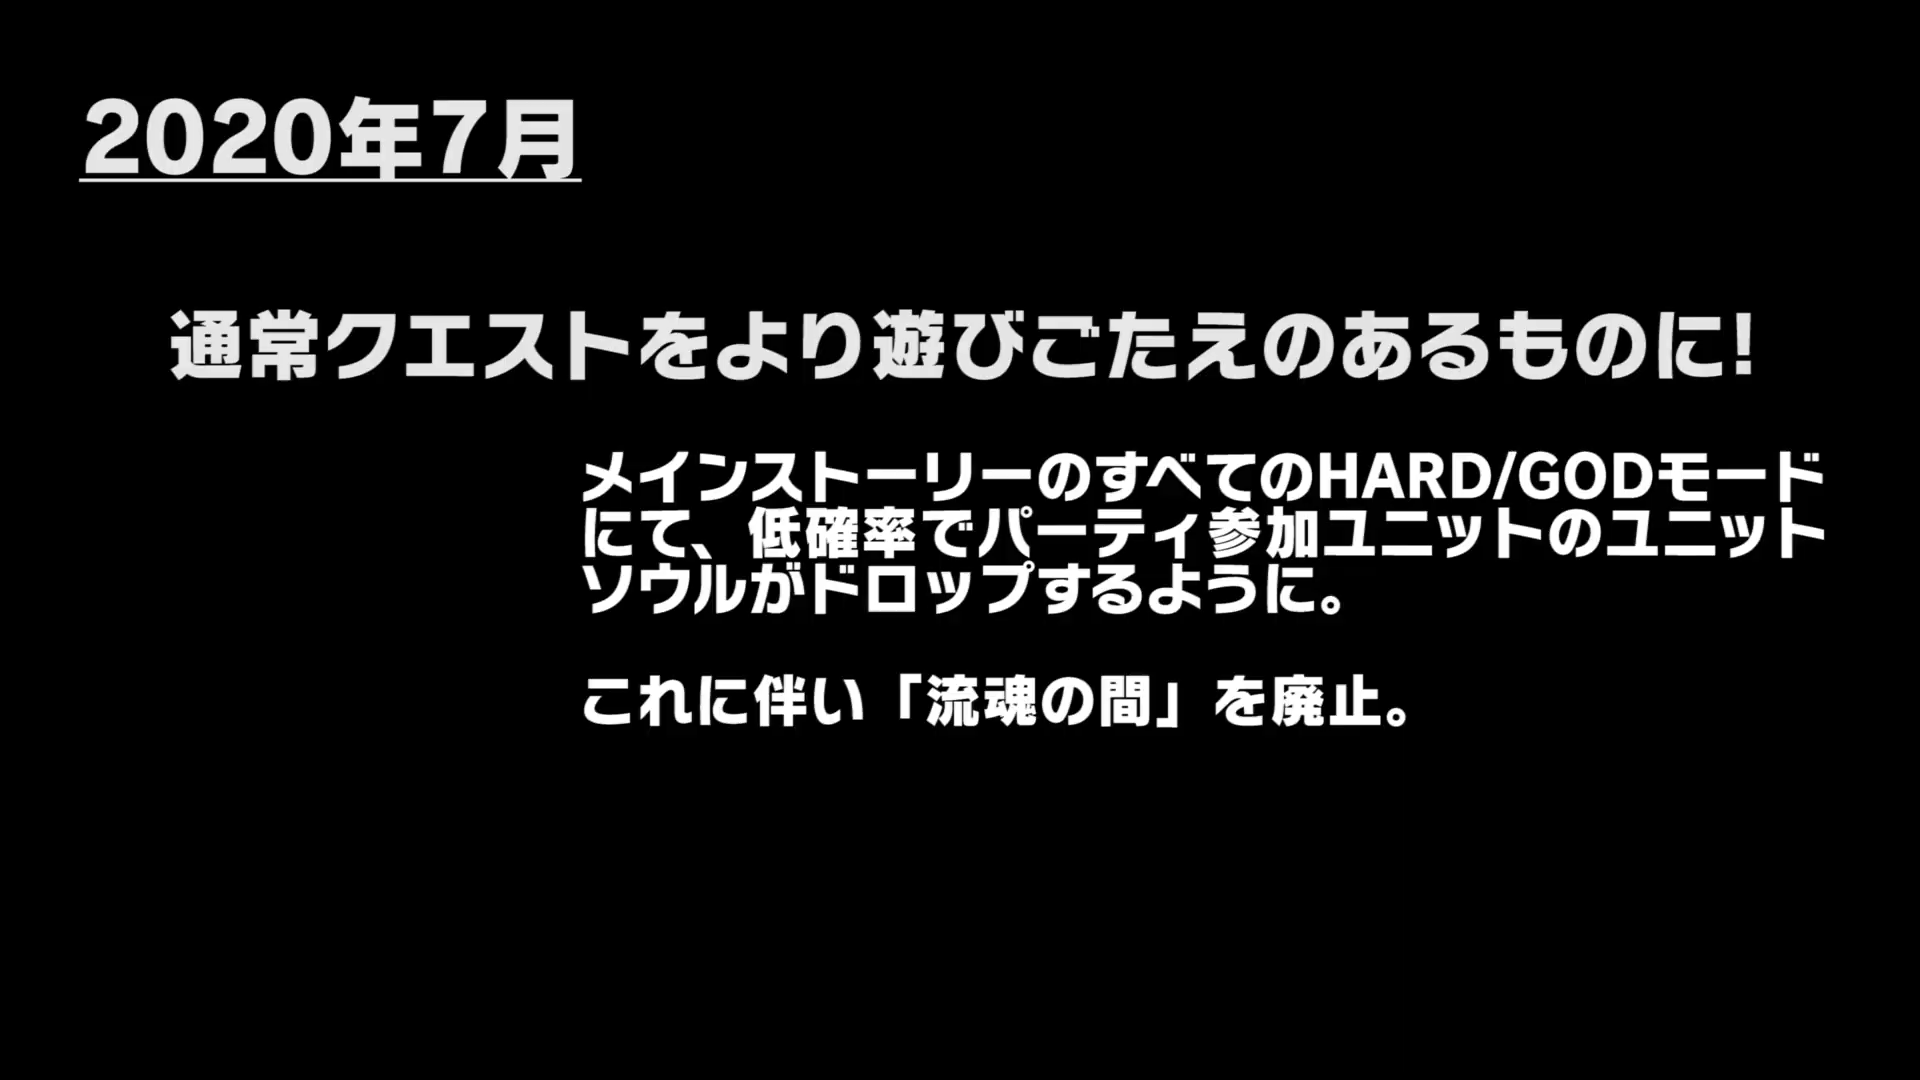 2020年7月
通常クエストをより遊びごたえのあるものに!
メインストーリーのすべてのHARD/GODモード
にて、低確率でパーティ参加ユニットのユニット
ソウルがドロップするように。
これに伴い「流魂の間」を廃止。